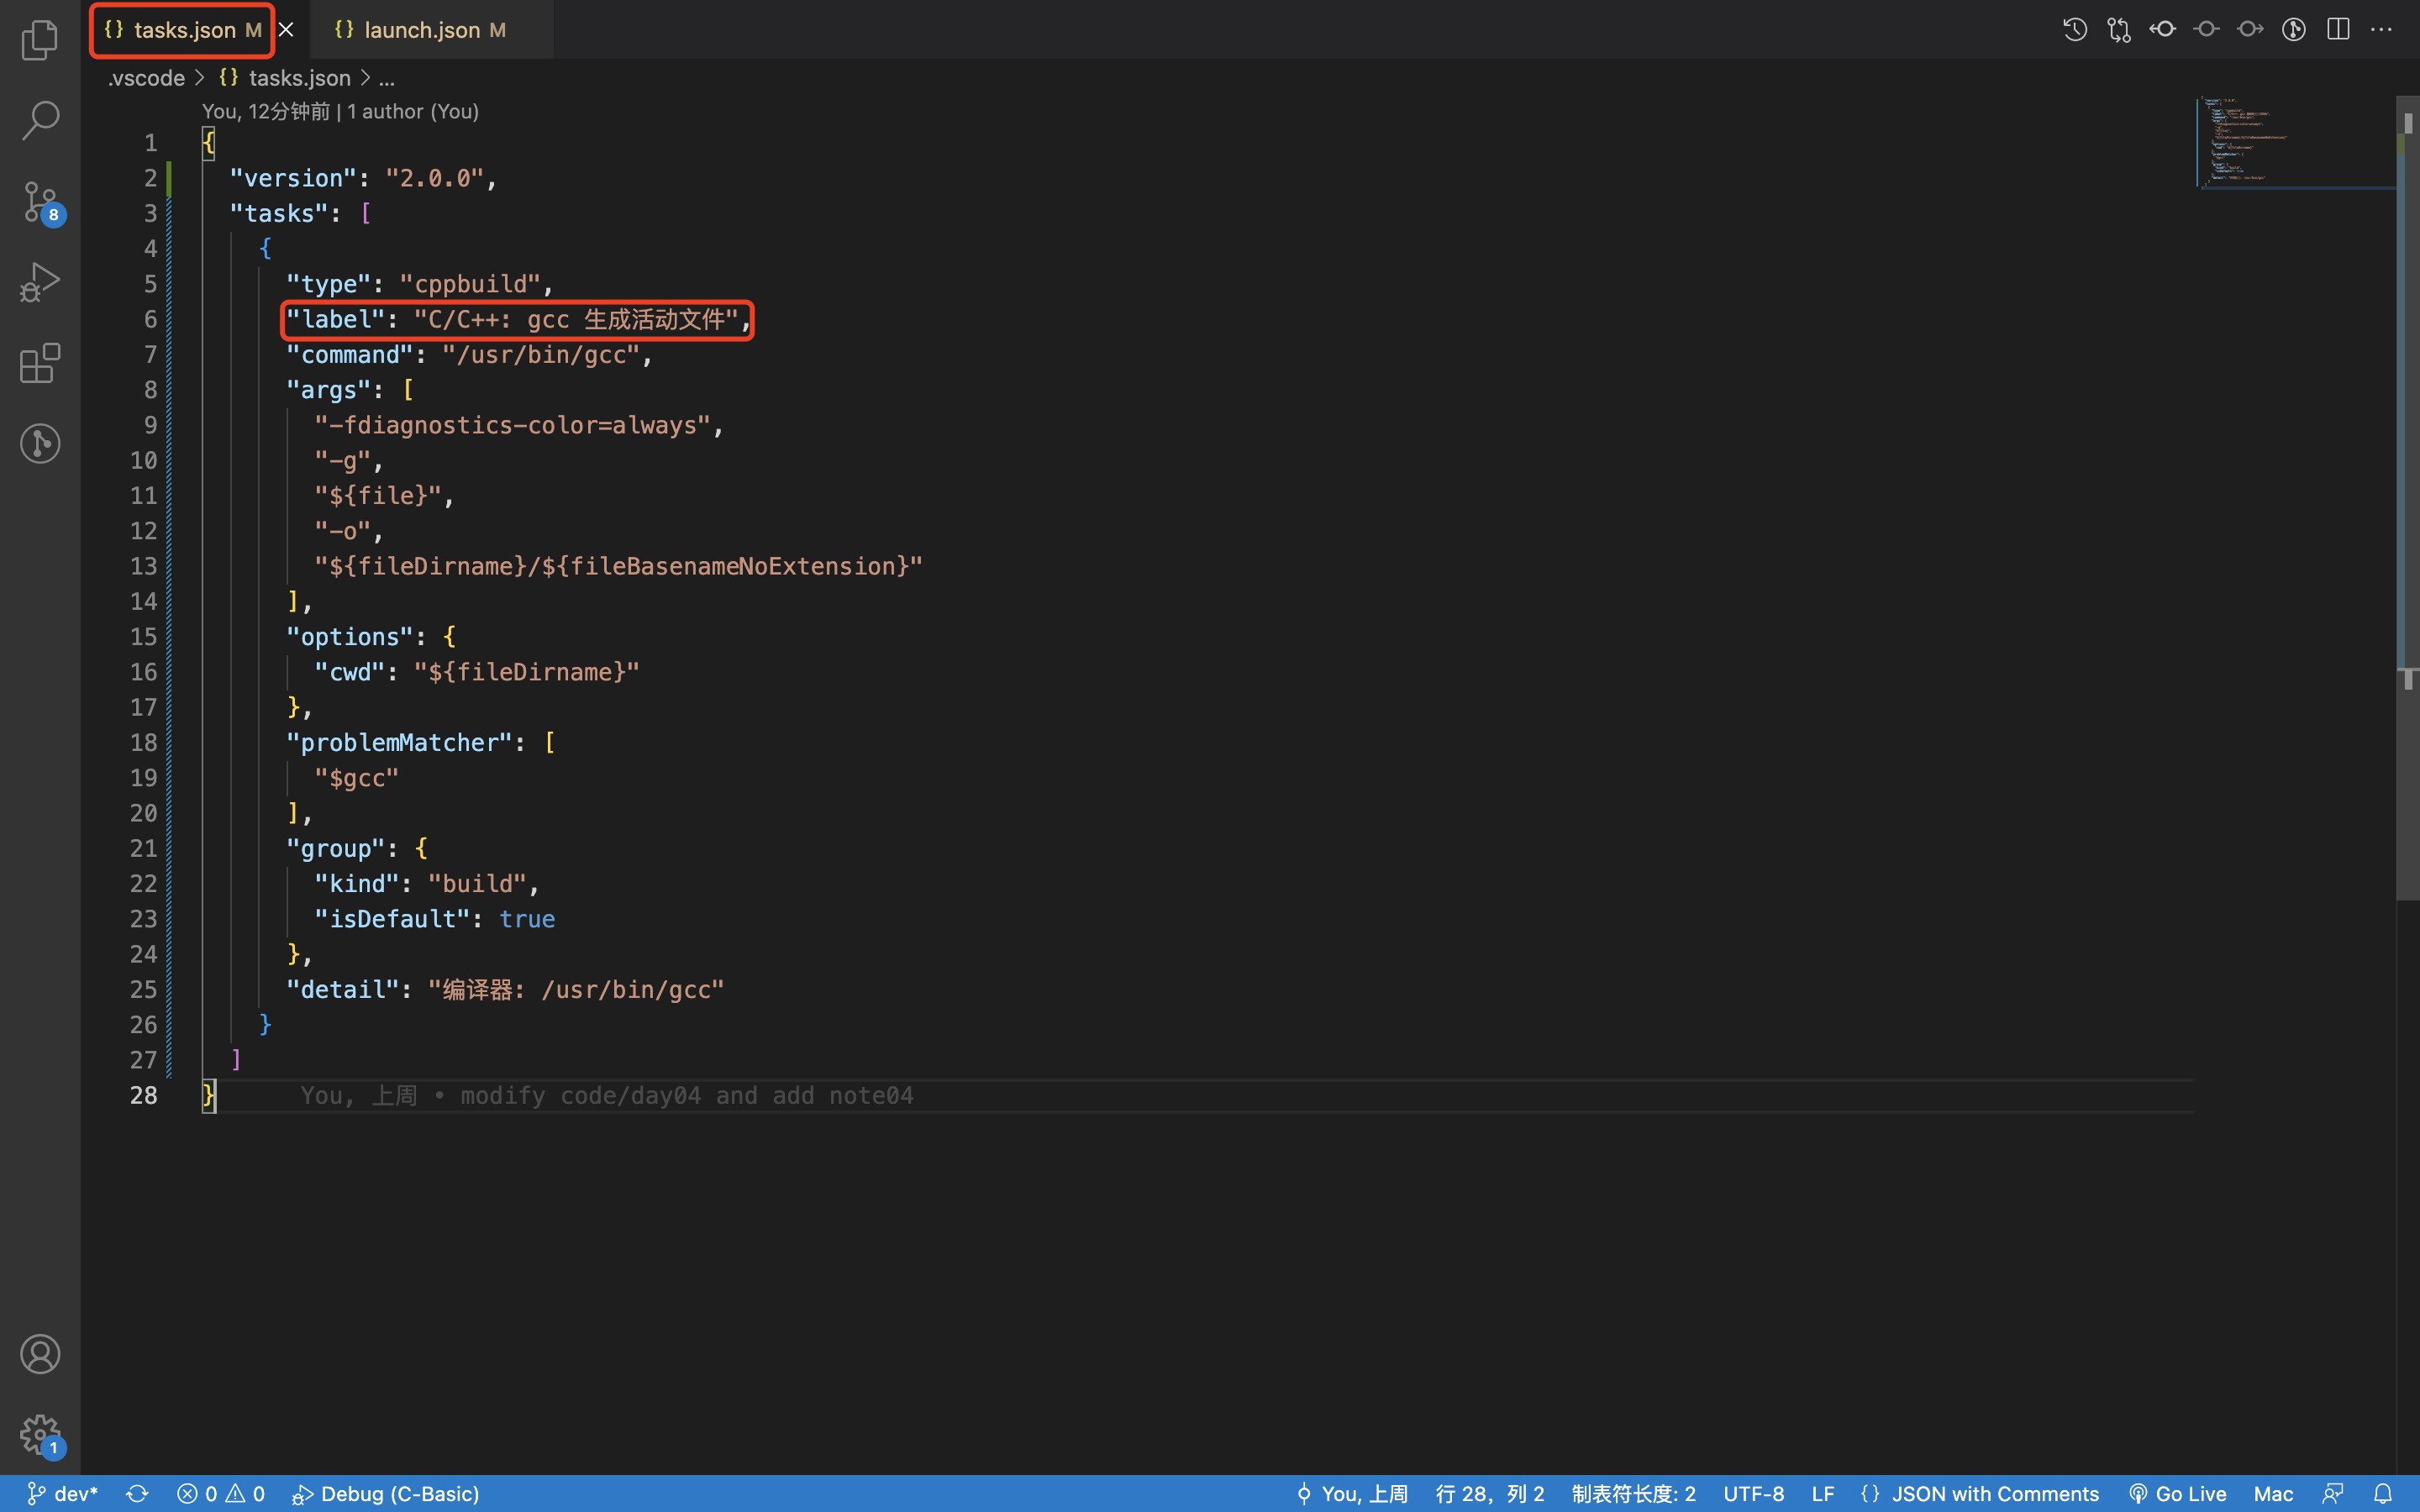 {} tasks.json M
{} launch.json M
.vscode > {} tasks.json > ...
You, 12分钟前 | 1 author (You)
1 {
2 "version": "2.0.0",
3 "tasks": [
4 {
5 "type": "cppbuild",
6 "label": "C/C++: gcc 生成活动文件",
7 "command": "/usr/bin/gcc",
8 "args": [
9 "-fdiagnostics-color=always",
10 "-g",
11 "${file}",
12 "-o",
13 "${fileDirname}/${fileBasenameNoExtension}"
14 ],
15 "options": {
16 "cwd": "${fileDirname}"
17 },
18 "problemMatcher": [
19 "$gcc"
20 ],
21 "group": {
22 "kind": "build",
23 "isDefault": true
24 },
25 "detail": "编译器: /usr/bin/gcc"
26 }
27 ]
28 } You, 上周 • modify code/day04 and add note04
8
1
dev* 0 0 Debug (C-Basic) You, 上周 行 28, 列 2 制表符长度: 2 UTF-8 LF {} JSON with Comments Go Live Mac